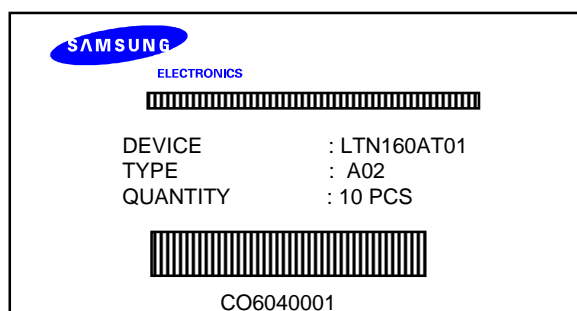 SAMSUNG
ELECTRONICS
DEVICE : LTN160AT01
TYPE : A02
QUANTITY : 10 PCS
CO6040001